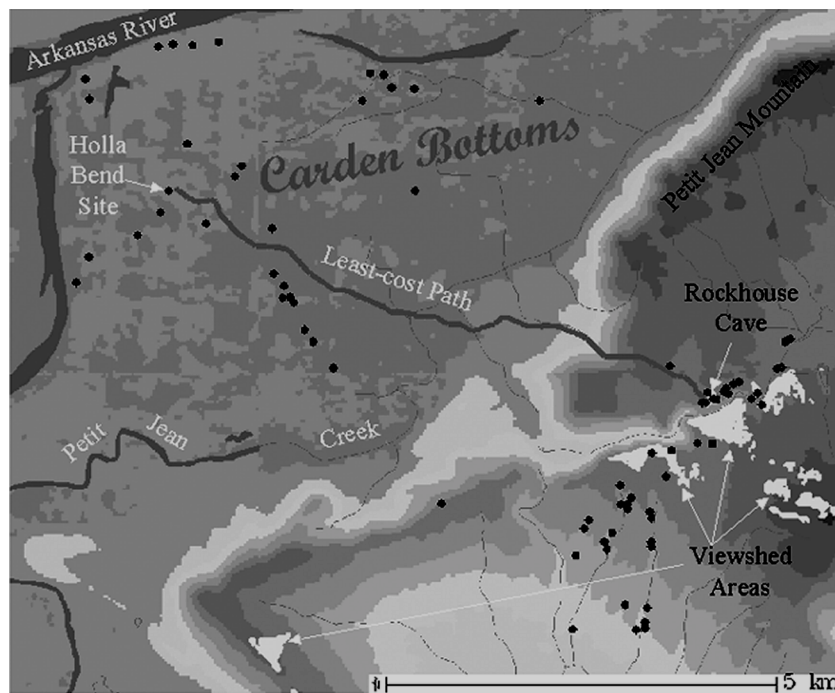 Arkansas River
Carden Bottoms
Petit Jean Mountain
Holla
Bend
Site
Least-cost Path
Rockhouse
Cave
Petit Jean Creek
Viewshed
Areas
5 km